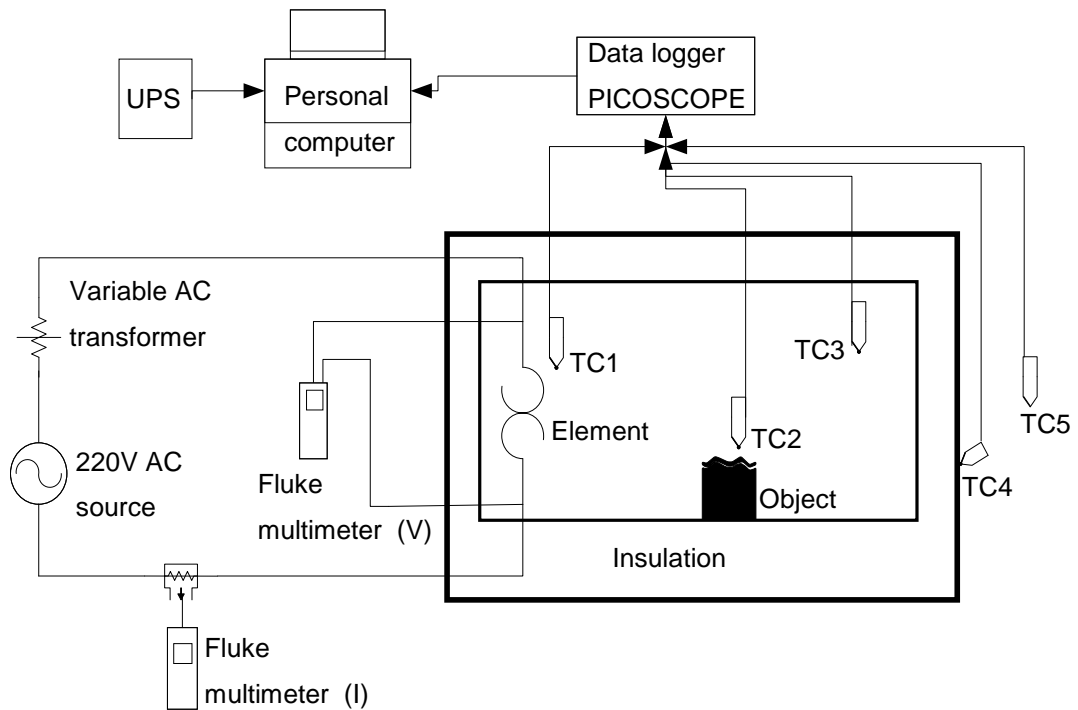 Data logger
PICOSCOPE
UPS
Personal
computer
Variable AC
transformer
TC1
TC3
TC2
TC5
Element
TC4
220V AC
source
Fluke
multimeter (V)
Object
Insulation
Fluke
multimeter (I)